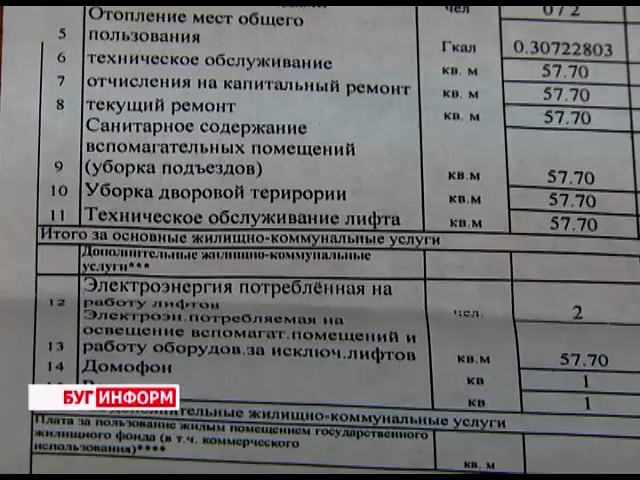 чел 0 / 2
Отопление мест общего
5 пользования Гкал 0.30722803
6 техническое обслуживание кв. м 57.70
7 отчисления на капитальный ремонт кв. м 57.70
8 текущий ремонт кв. м 57.70
Санитарное содержание
вспомагательных помещений
9 (уборка подъездов) кв.м 57.70
10 Уборка дворовой терирории кв.м 57.70
11 Техническое обслуживание лифта кв.м 57.70
Итого за основные жилищно-коммунальные услуги
Дополнительные жилищно-коммунальные
услуги***
Электроэнергия потреблённая на
12 работу лифтов чел. 2
Электроэн.потребляемая на
освещение вспомагат.помещений и
13 работу оборудов.за исключ.лифтов кв.м 57.70
14 Домофон кв 1
кв 1
дополнительные жилищно-коммунальные услуги
Плата за пользование жилым помещением государственного
жилищного фонда (в т.ч. коммерческого
использования)**** кв. м
БУГ ИНФОРМ